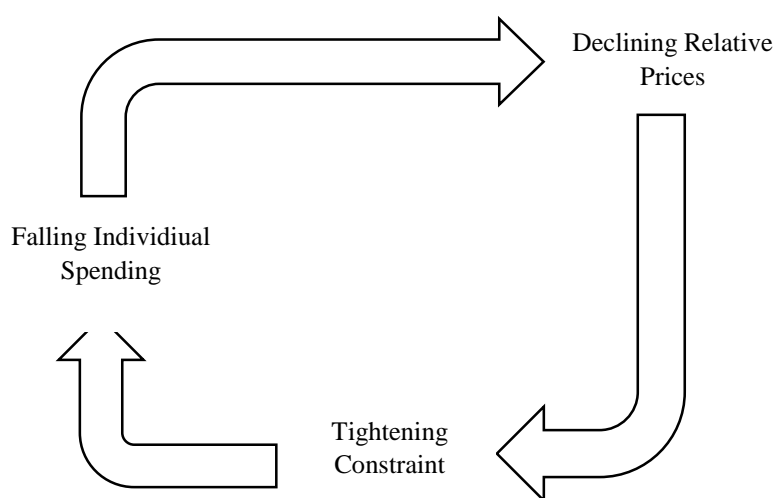 Declining Relative
Prices
Falling Individiual
Spending
Tightening
Constraint